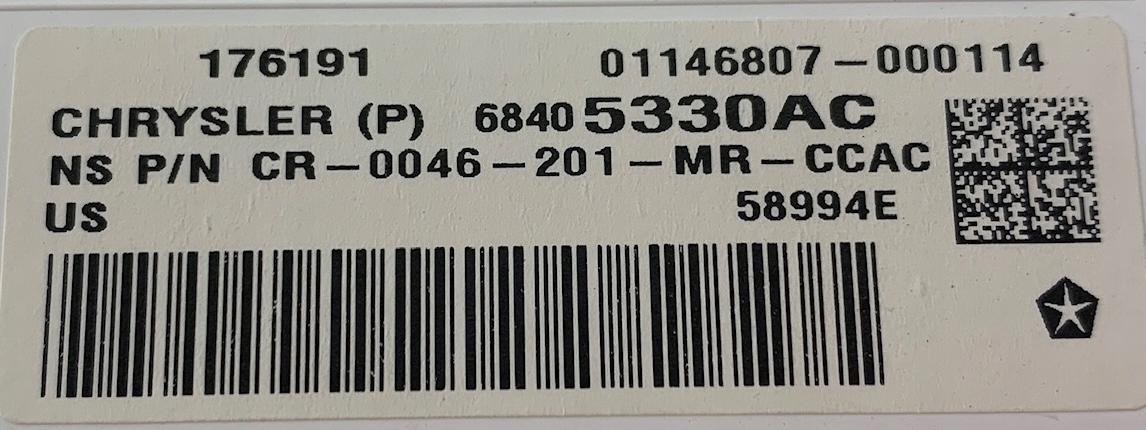 176191 01146807-000114
CHRYSLER (P) 68405330AC
NS P/N CR-0046-201-MR-CCAC
US 58994E